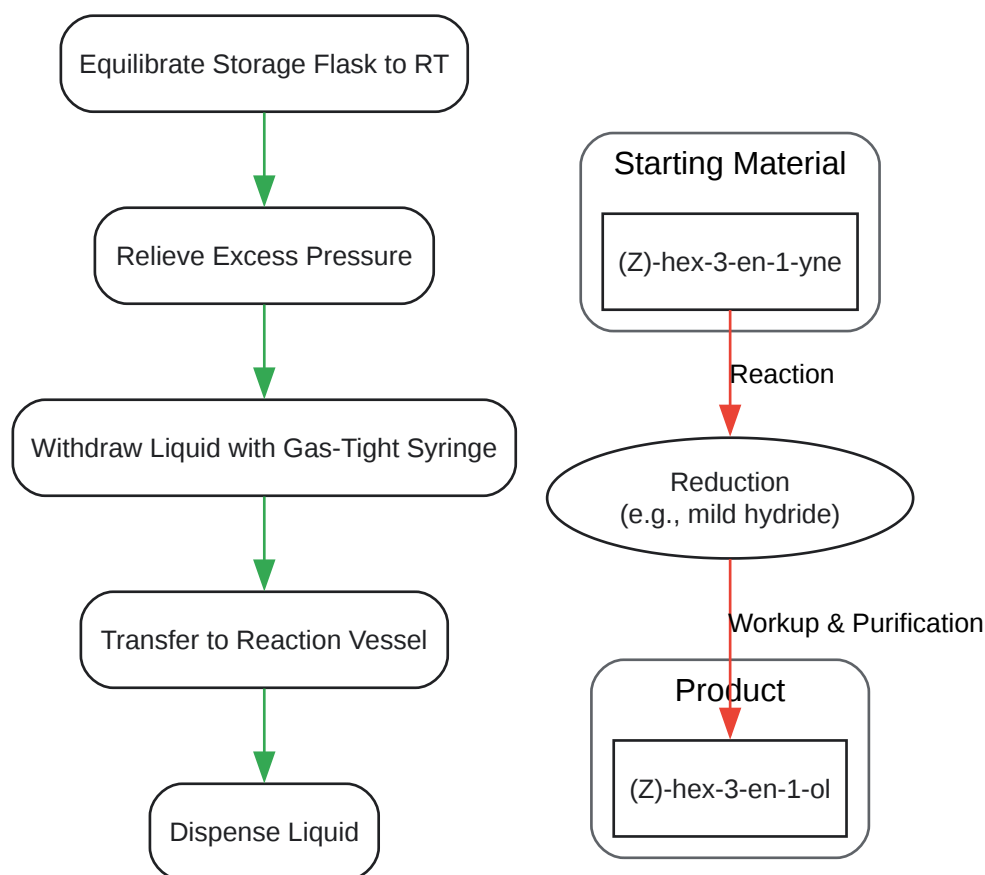 Equilibrate Storage Flask to RT
Relieve Excess Pressure
Withdraw Liquid with Gas-Tight Syringe
Transfer to Reaction Vessel
Dispense Liquid
Starting Material
(Z)-hex-3-en-1-yne
Reaction
Reduction
(e.g., mild hydride)
Workup & Purification
Product
(Z)-hex-3-en-1-ol